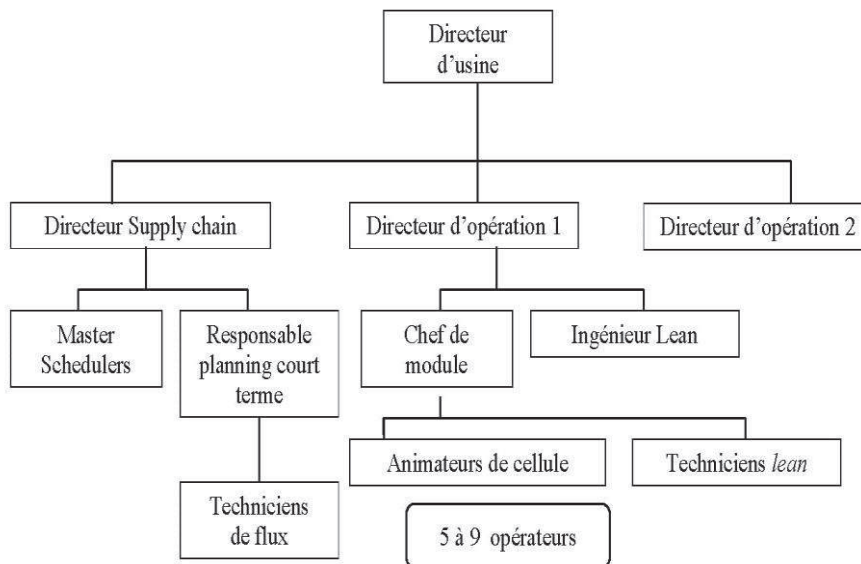 Directeur
d'usine
Directeur Supply chain
Directeur d'opération 1
Directeur d'opération 2
Master
Schedulers
Responsable
planning court
terme
Chef de
module
Ingénieur Lean
Animateurs de cellule
Techniciens lean
Techniciens
de flux
5 à 9 opérateurs